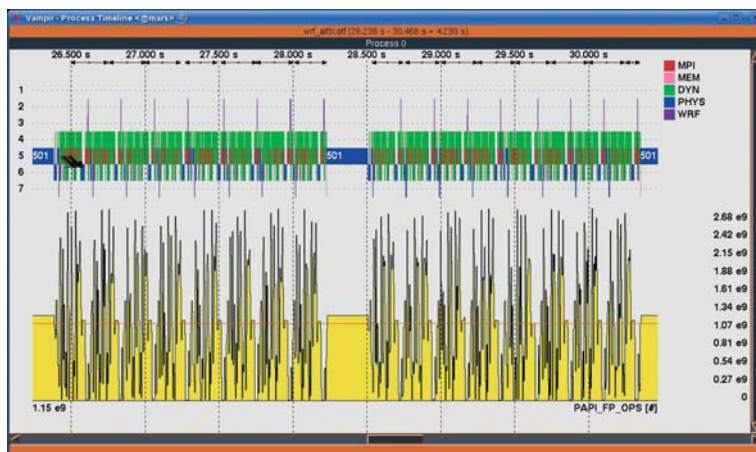 Vampir - Process Timeline <@mars>
wrf_altix.otf (26.238 s - 30.468 s = 4.230 s)
Process 0
26.500 s 27.000 s 27.500 s 28.000 s 28.500 s 29.000 s 29.500 s 30.000 s
MPI
MEM
DYN
PHYS
WRF
1
2
3
4
501 5 501 501
6
7
2.68 e9
2.42 e9
2.15 e9
1.88 e9
1.61 e9
1.34 e9
1.07 e9
0.81 e9
0.54 e9
0.27 e9
0
1.15 e9 PAPI_FP_OPS [#]